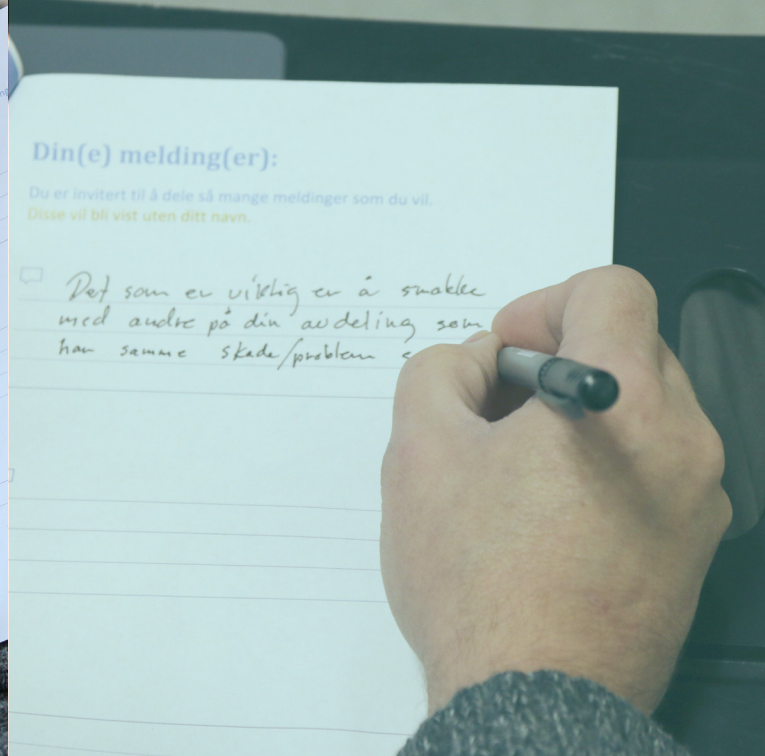 Din(e) melding(er):
Du er invitert til å dele så mange meldinger som du vil.
Disse vil bli vist uten ditt navn.
Det som er viktig er å snakke
med andre på din avdeling som
har samme skade/problem